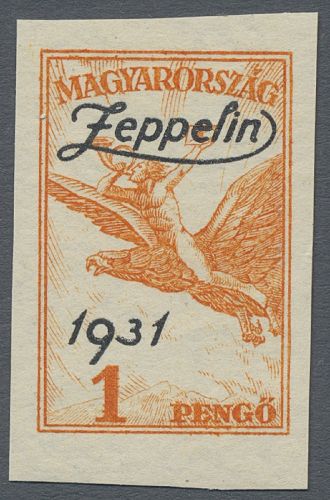 MAGYARORSZÁG
Zeppelin
1931
1 PENGŐ